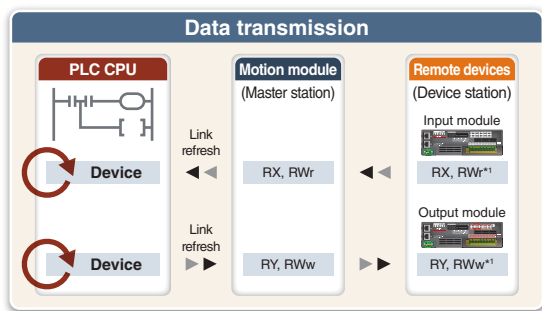 Data transmission
PLC CPU
Motion module
(Master station)
Remote devices
(Device station)
Input module
Link
refresh
Device
RX, RWr
RX, RWr*1
Output module
Link
refresh
Device
RY, RWw
RY, RWw*1